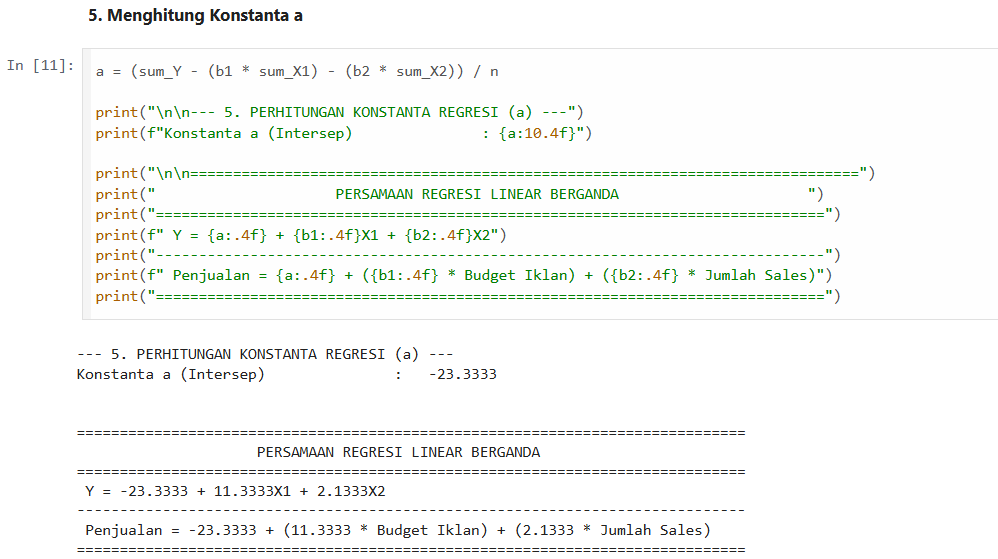 5. Menghitung Konstanta a
In [11]:
a = (sum_Y - (b1 * sum_X1) - (b2 * sum_X2)) / n
print("\n\n--- 5. PERHITUNGAN KONSTANTA REGRESI (a) ---")
print(f"Konstanta a (Intersep)               : {a:10.4f}")
print("\n\n==============================================================================")
print("                     PERSAMAAN REGRESI LINEAR BERGANDA                      ")
print("==============================================================================")
print(f" Y = {a:.4f} + {b1:.4f}X1 + {b2:.4f}X2")
print("------------------------------------------------------------------------------")
print(f" Penjualan = {a:.4f} + ({b1:.4f} * Budget Iklan) + ({b2:.4f} * Jumlah Sales)")
print("==============================================================================")
--- 5. PERHITUNGAN KONSTANTA REGRESI (a) ---
Konstanta a (Intersep)               :   -23.3333
==============================================================================
                     PERSAMAAN REGRESI LINEAR BERGANDA
==============================================================================
 Y = -23.3333 + 11.3333X1 + 2.1333X2
------------------------------------------------------------------------------
 Penjualan = -23.3333 + (11.3333 * Budget Iklan) + (2.1333 * Jumlah Sales)
==============================================================================